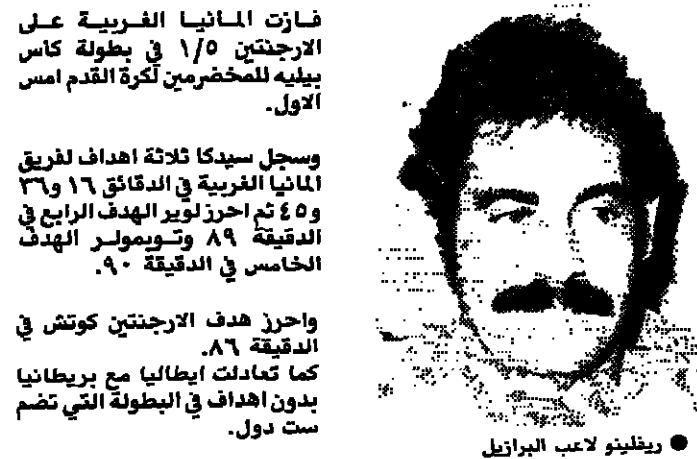 فازت المانيا الغربية على
الارجنتين ١/٥ في بطولة كأس
بيليه للمخضرمين لكرة القدم امس
الاول.
وسجل سيدكا ثلاثة اهداف لفريق
المانيا الغربية في الدقائق ١٦ و٣٦
و٤٥ ثم احرز لوير الهدف الرابع في
الدقيقة ٨٩ وتويمولر الهدف
الخامس في الدقيقة ٩٠.
واحرز هدف الارجنتين كوتش في
الدقيقة ٨٦.
كما تعادلت ايطاليا مع بريطانيا
بدون اهداف في البطولة التي تضم
ست دول.
● ريفلينو لاعب البرازيل